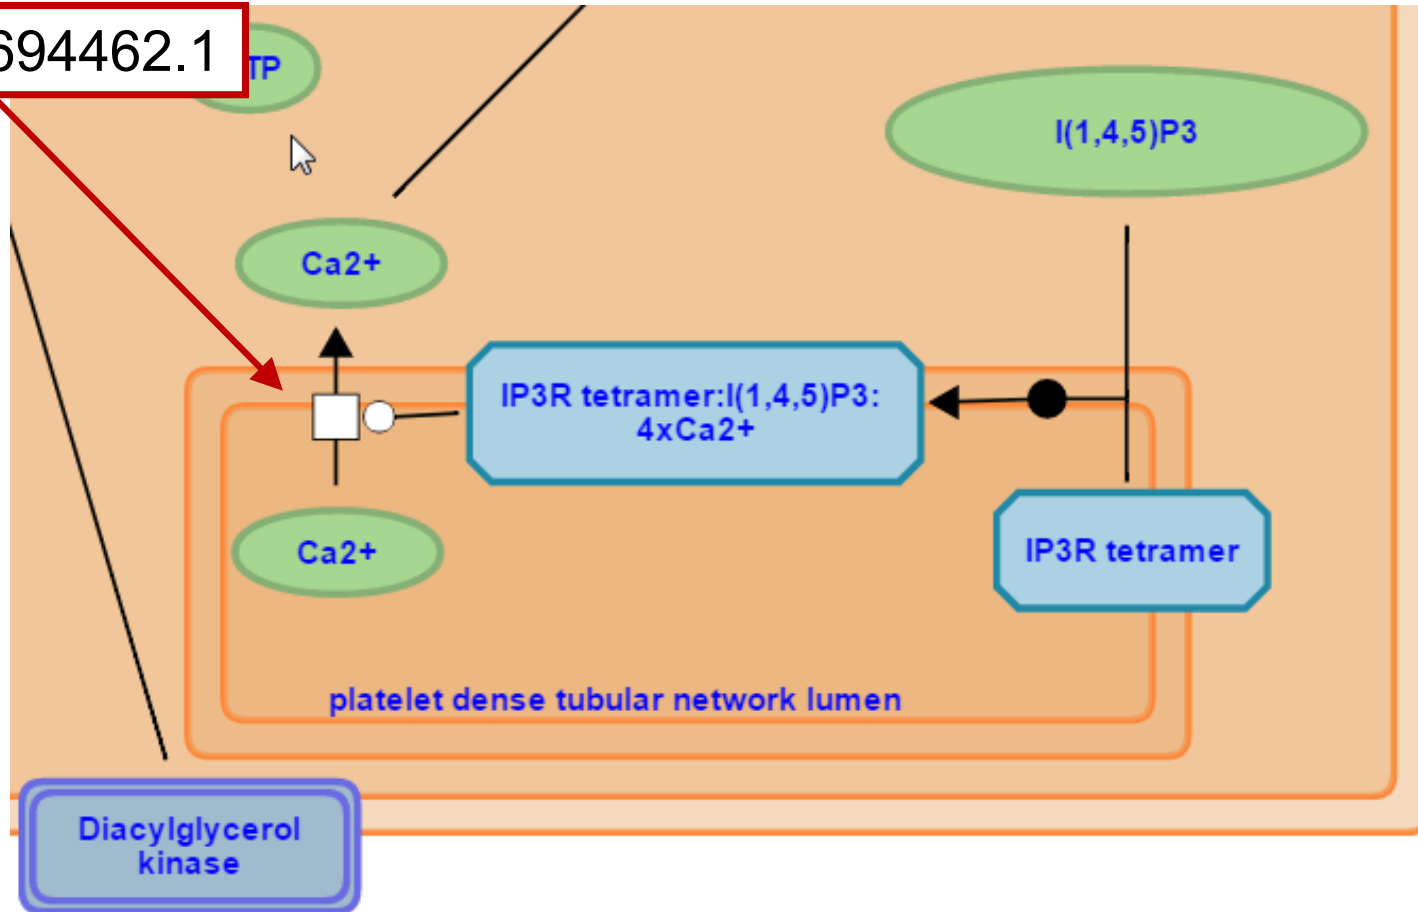 694462.1
TP
I(1,4,5)P3
Ca2+
IP3R tetramer:I(1,4,5)P3:
4xCa2+
Ca2+
IP3R tetramer
platelet dense tubular network lumen
Diacylglycerol
kinase